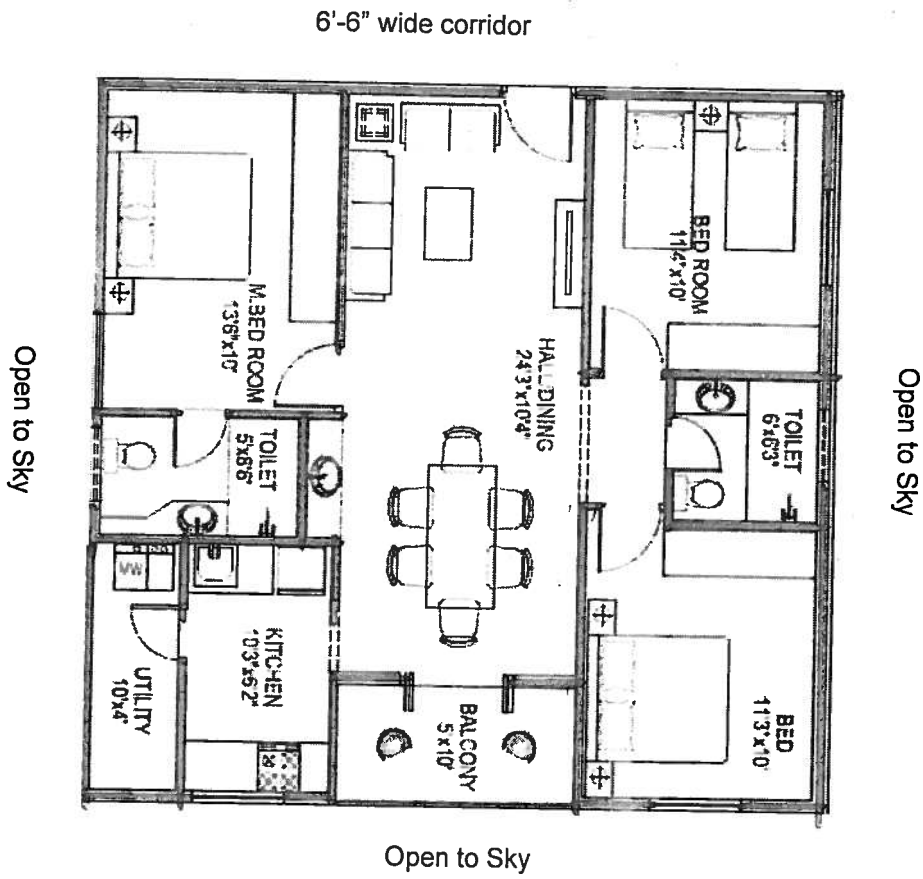 6'-6" wide corridor
M.BED ROOM
13'6"x10'
BED ROOM
11'4"x10'
HALL/DINING
24'3"x10'4"
TOILET
6'x6'3"
TOILET
5'x6'6"
Open to Sky
Open to Sky
MW
KITCHEN
10'3"x6'2"
UTILITY
10'x4'
BALCONY
5'x10'
BED
11'3"x10'
Open to Sky